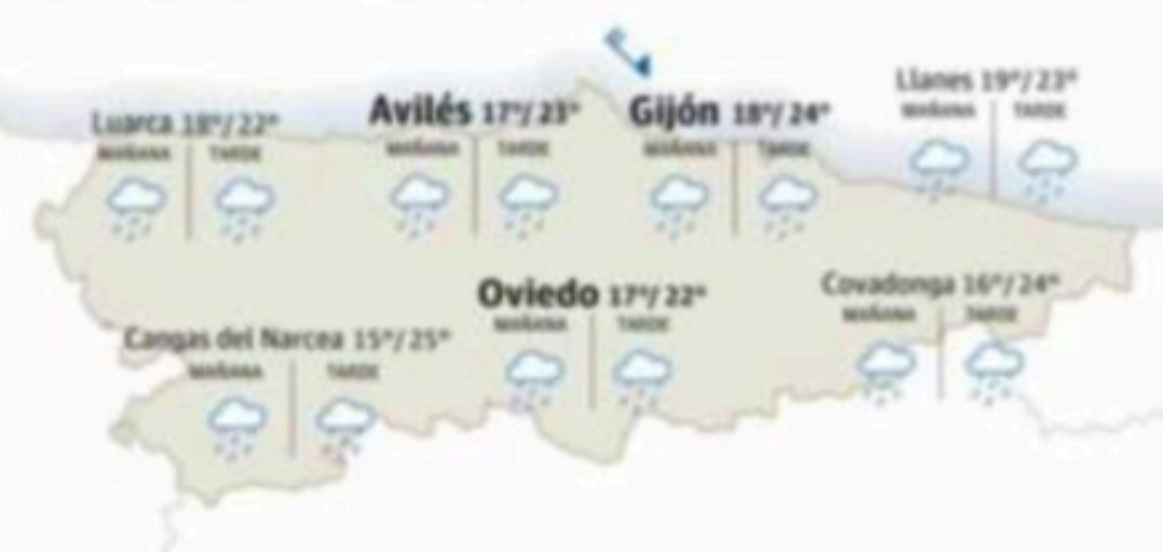 Llanes 19°/23°
MAÑANA TARDE
Luarca 18°/22°
MAÑANA TARDE
Avilés 17°/23°
MAÑANA TARDE
Gijón 18°/24°
MAÑANA TARDE
Oviedo 17°/22°
MAÑANA TARDE
Covadonga 16°/24°
MAÑANA TARDE
Cangas del Narcea 15°/25°
MAÑANA TARDE